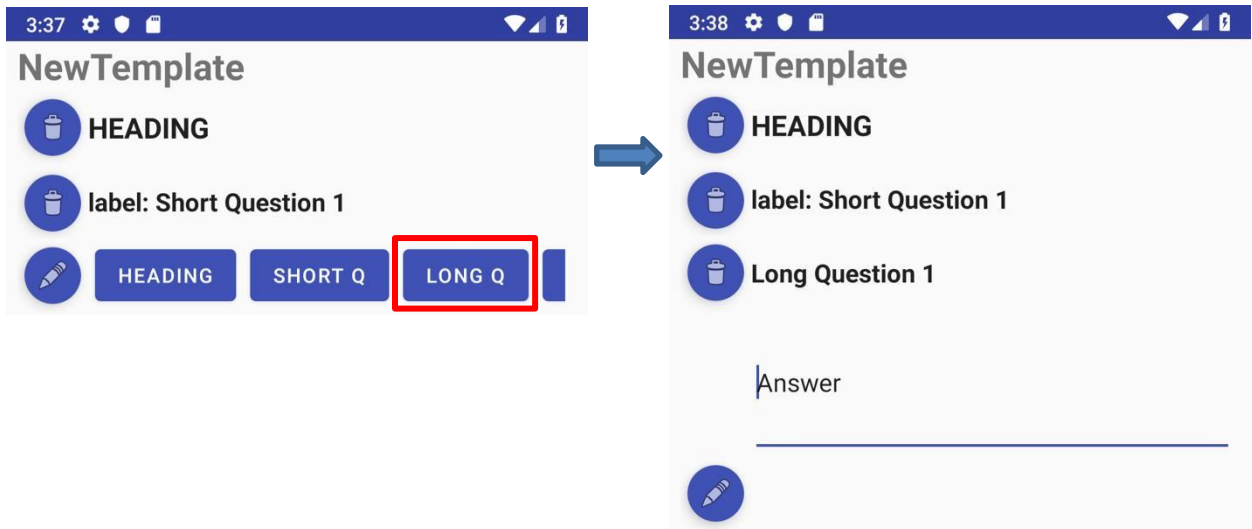 3:37
NewTemplate
HEADING
label: Short Question 1
HEADING SHORT Q LONG Q
3:38
NewTemplate
HEADING
label: Short Question 1
Long Question 1
Answer